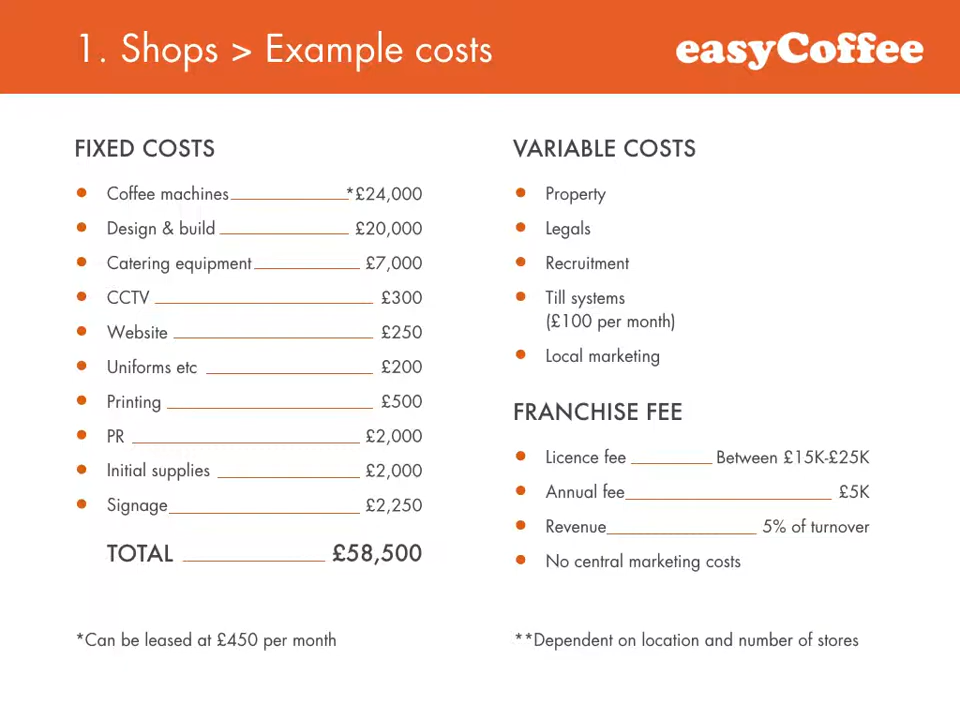 1. Shops > Example costs
easyCoffee
FIXED COSTS
Coffee machines *£24,000
Design & build £20,000
Catering equipment £7,000
CCTV £300
Website £250
Uniforms etc £200
Printing £500
PR £2,000
Initial supplies £2,000
Signage £2,250
TOTAL £58,500
*Can be leased at £450 per month
VARIABLE COSTS
Property
Legals
Recruitment
Till systems
(£100 per month)
Local marketing
FRANCHISE FEE
Licence fee Between £15K-£25K
Annual fee £5K
Revenue 5% of turnover
No central marketing costs
**Dependent on location and number of stores